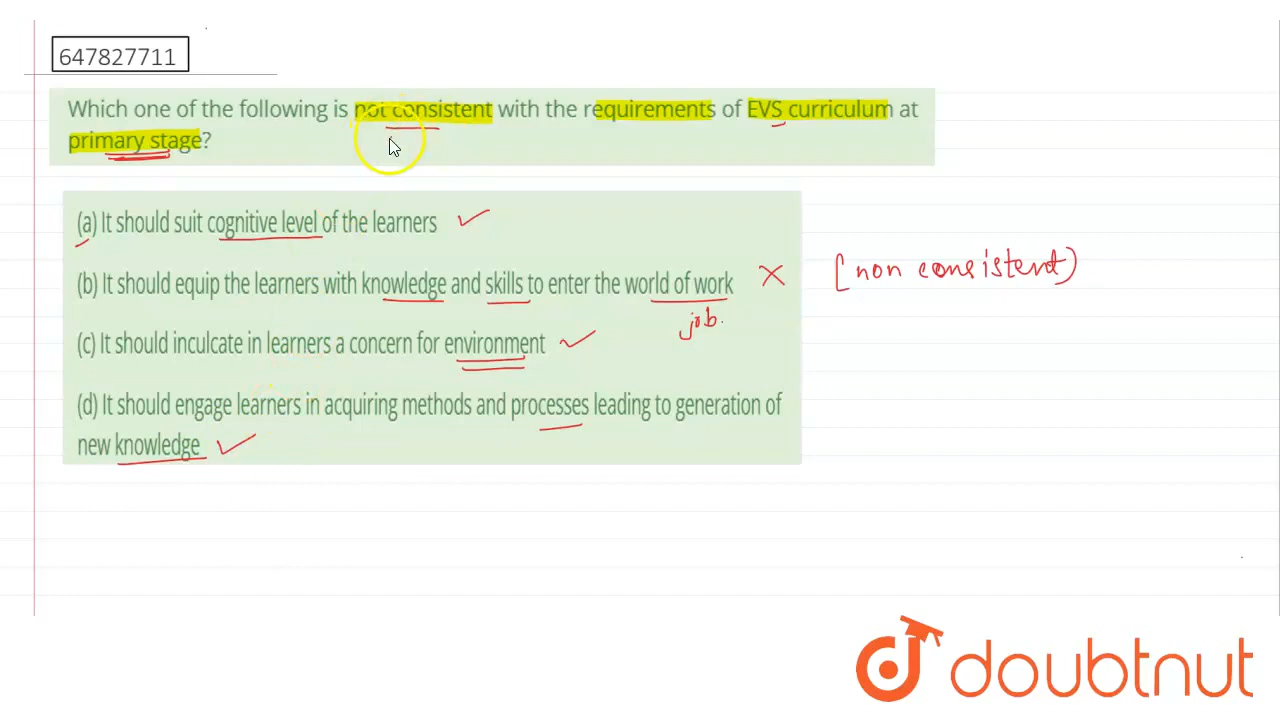 647827711
Which one of the following is not consistent with the requirements of EVS curriculum at
primary stage?
(a) It should suit cognitive level of the learners
(b) It should equip the learners with knowledge and skills to enter the world of work
[non consistent)
job.
(c) It should inculcate in learners a concern for environment
(d) It should engage learners in acquiring methods and processes leading to generation of
new knowledge
doubtnut